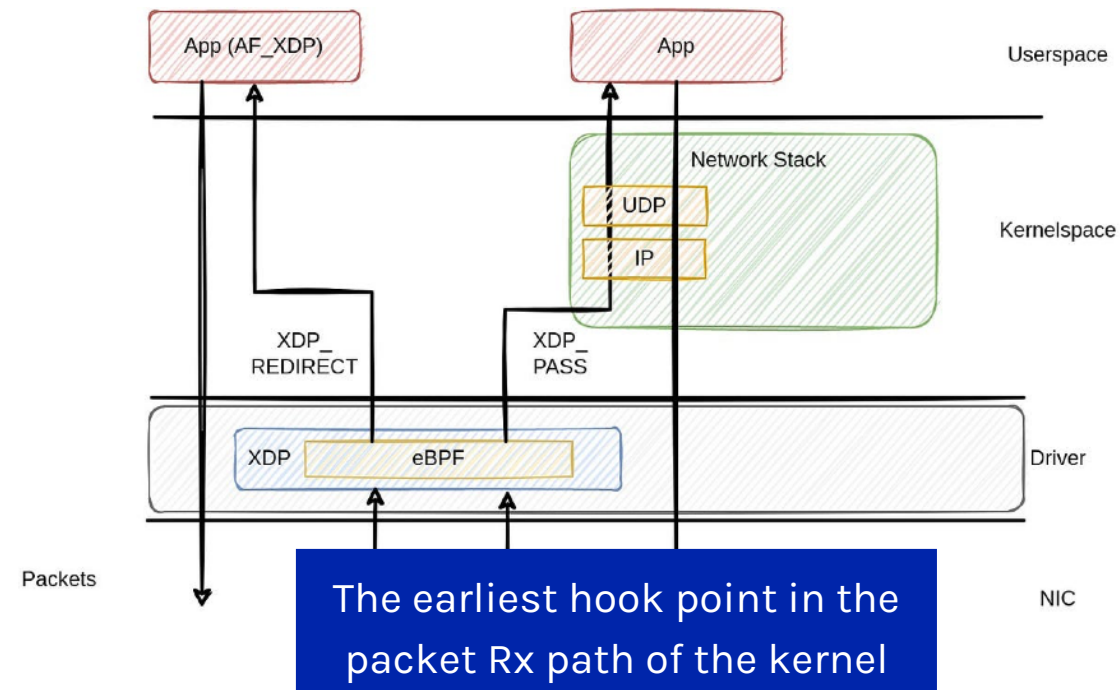 App (AF_XDP)
App
Userspace
Network Stack
UDP
Kernelspace
IP
XDP_
REDIRECT
XDP_
PASS
XDP
eBPF
Driver
Packets
NIC
The earliest hook point in the
packet Rx path of the kernel